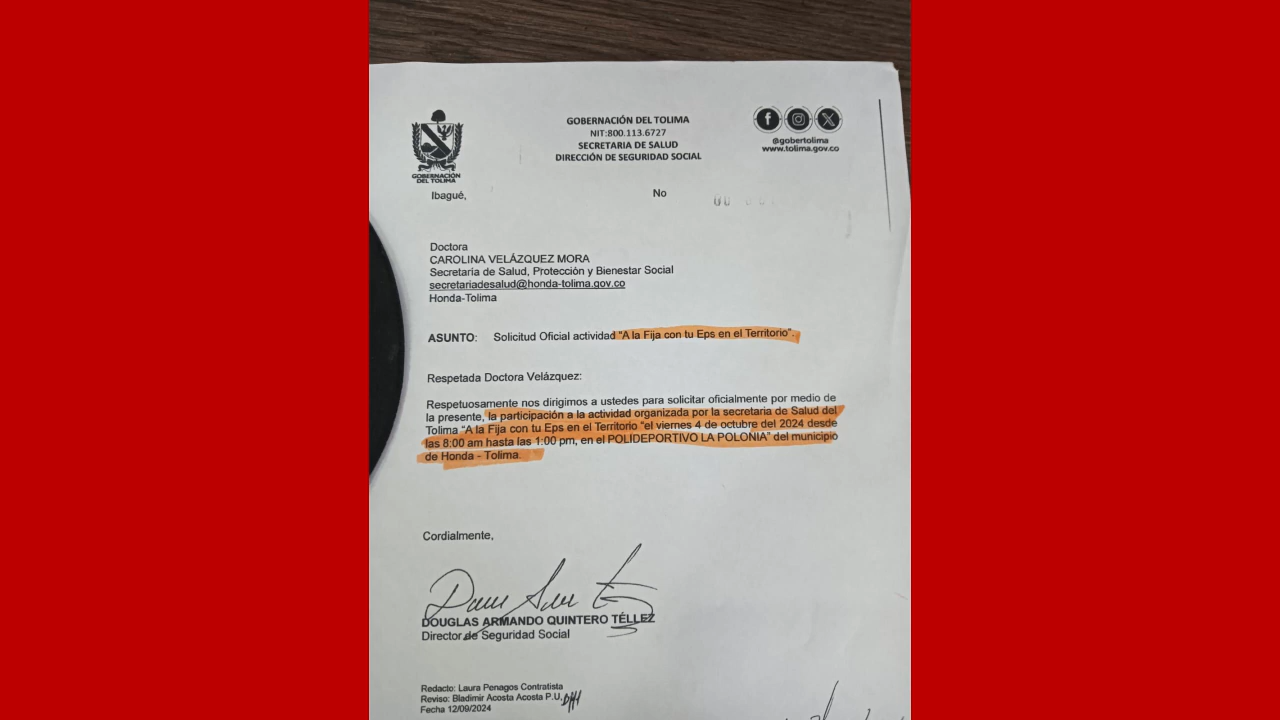 GOBERNACIÓN DEL TOLIMA
NIT:800.113.6727
SECRETARIA DE SALUD
DIRECCIÓN DE SEGURIDAD SOCIAL
GOBERNACIÓN
DEL TOLIMA
@gobertolima
www.tolima.gov.co
Ibagué, No
Doctora
CAROLINA VELÁZQUEZ MORA
Secretaria de Salud, Protección y Bienestar Social
secretariadesalud@honda-tolima.gov.co
Honda-Tolima
ASUNTO: Solicitud Oficial actividad "A la Fija con tu Eps en el Territorio".
Respetada Doctora Velázquez:
Respetuosamente nos dirigimos a ustedes para solicitar oficialmente por medio de
la presente, la participación a la actividad organizada por la secretaria de Salud del
Tolima "A la Fija con tu Eps en el Territorio "el viernes 4 de octubre del 2024 desde
las 8:00 am hasta las 1:00 pm, en el POLIDEPORTIVO LA POLONIA" del municipio
de Honda - Tolima.
Cordialmente,
DOUGLAS ARMANDO QUINTERO TÉLLEZ
Director de Seguridad Social
Redacto: Laura Penagos Contratista
Reviso: Bladimir Acosta Acosta P.U.
Fecha 12/09/2024